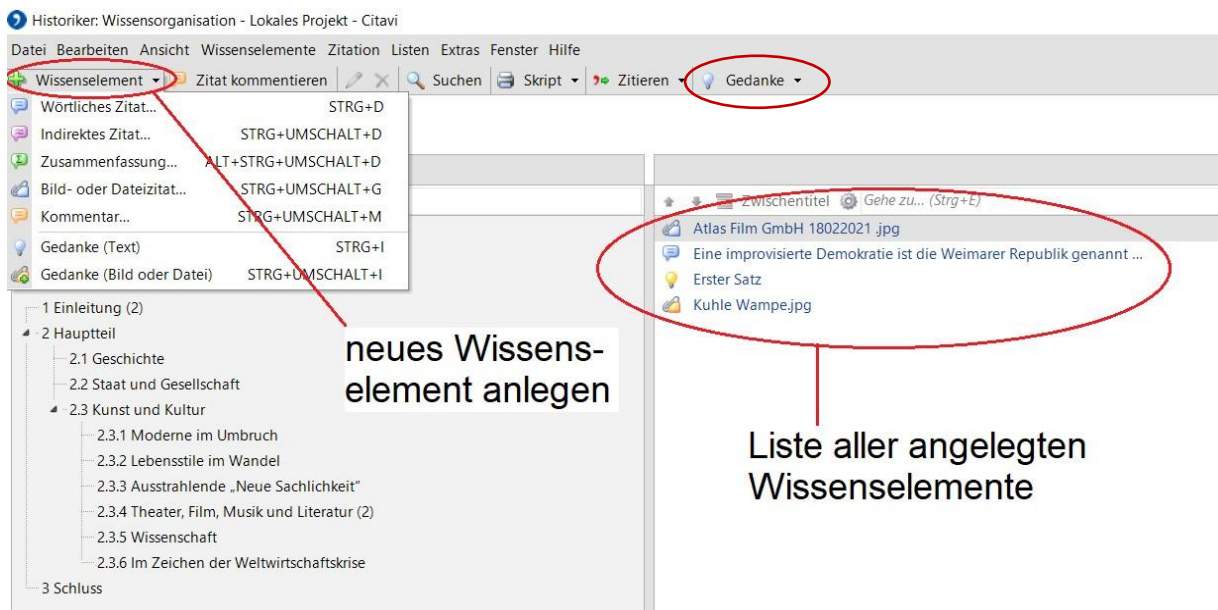 Historiker: Wissensorganisation - Lokales Projekt - Citavi
Datei Bearbeiten Ansicht Wissenselemente Zitation Listen Extras Fenster Hilfe
Wissenselement Zitat kommentieren Suchen Skript Zitieren Gedanke
Wörtliches Zitat... STRG+D
Indirektes Zitat... STRG+UMSCHALT+D
Zusammenfassung... ALT+STRG+UMSCHALT+D
Bild- oder Dateizitat... STRG+UMSCHALT+G
Kommentar... STRG+UMSCHALT+M
Gedanke (Text) STRG+I
Gedanke (Bild oder Datei) STRG+UMSCHALT+I
1 Einleitung (2)
2 Hauptteil
2.1 Geschichte
2.2 Staat und Gesellschaft
2.3 Kunst und Kultur
2.3.1 Moderne im Umbruch
2.3.2 Lebensstile im Wandel
2.3.3 Ausstrahlende „Neue Sachlichkeit"
2.3.4 Theater, Film, Musik und Literatur (2)
2.3.5 Wissenschaft
2.3.6 Im Zeichen der Weltwirtschaftskrise
3 Schluss
neues Wissens-
element anlegen
Zwischentitel Gehe zu... (Strg+E)
Atlas Film GmbH 18022021 .jpg
Eine improvisierte Demokratie ist die Weimarer Republik genannt ...
Erster Satz
Kuhle Wampe.jpg
Liste aller angelegten
Wissenselemente